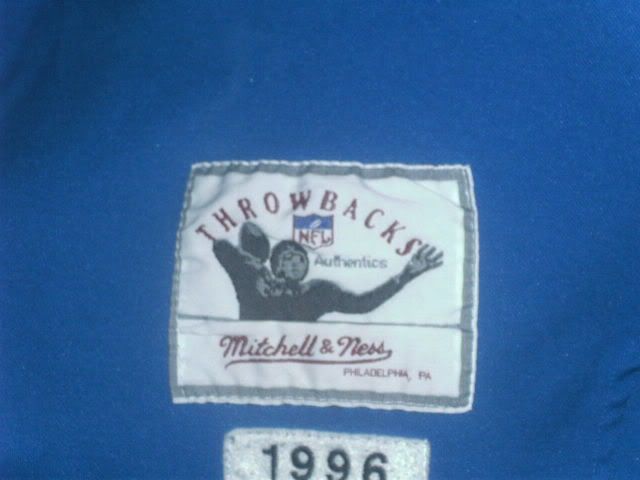 THROWBACKS
NFL
Authentics
Mitchell & Ness
PHILADELPHIA, PA
1996